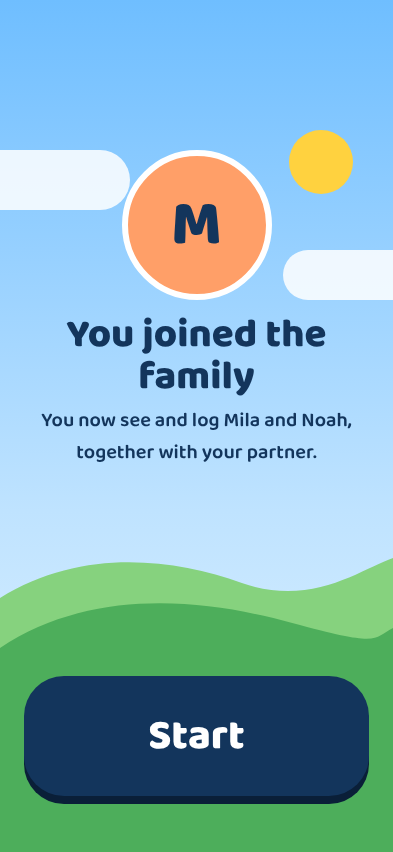 M
You joined the
family
You now see and log Mila and Noah,
together with your partner.
Start